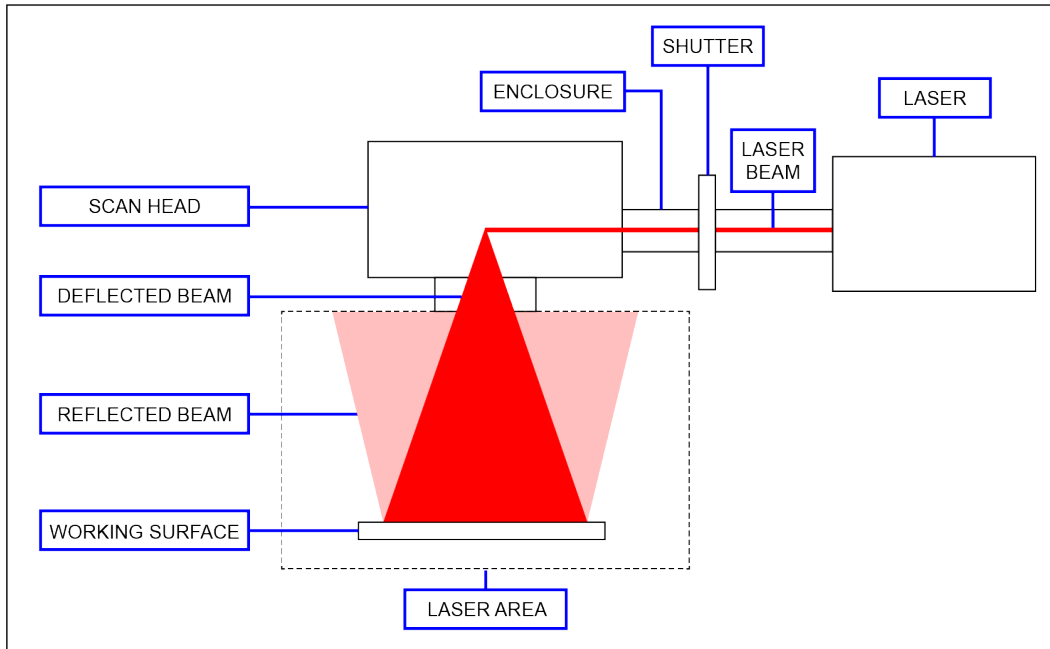 SHUTTER
ENCLOSURE
LASER
LASER
BEAM
SCAN HEAD
DEFLECTED BEAM
REFLECTED BEAM
WORKING SURFACE
LASER AREA